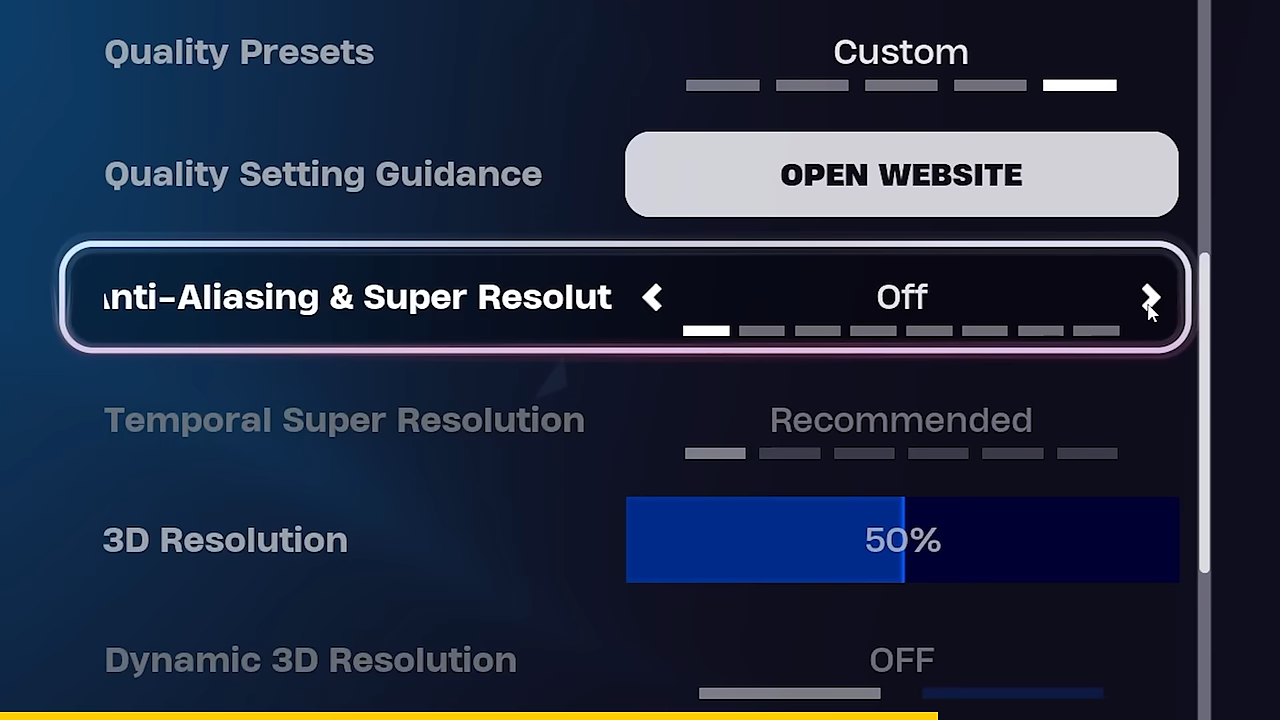 Quality Presets
Custom
Quality Setting Guidance
OPEN WEBSITE
nti-Aliasing & Super Resolut
Off
Temporal Super Resolution
Recommended
3D Resolution
50%
Dynamic 3D Resolution
OFF